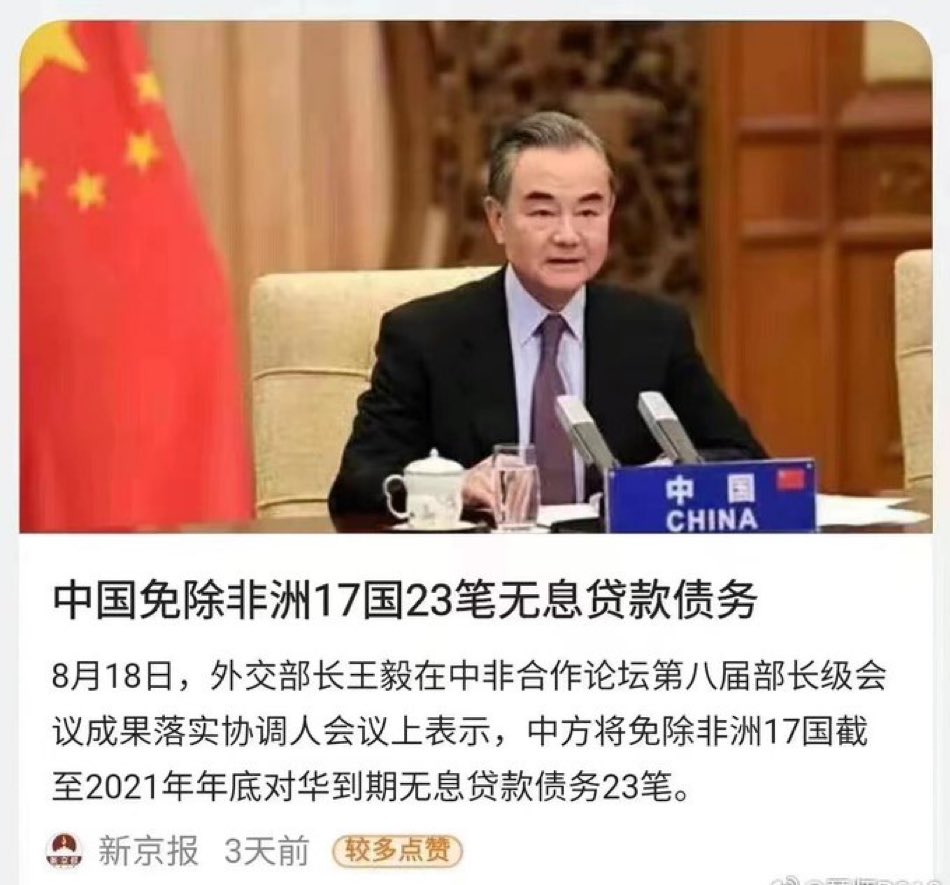 中国
CHINA
中国免除非洲17国23笔无息贷款债务
8月18日，外交部长王毅在中非合作论坛第八届部长级会
议成果落实协调人会议上表示，中方将免除非洲17国截
至2021年年底对华到期无息贷款债务23笔。
新京报 3天前 较多点赞